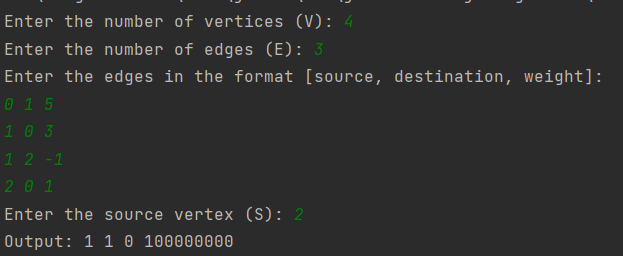 Enter the number of vertices (V): 4
Enter the number of edges (E): 3
Enter the edges in the format [source, destination, weight]:
0 1 5
1 0 3
1 2 -1
2 0 1
Enter the source vertex (S): 2
Output: 1 1 0 100000000